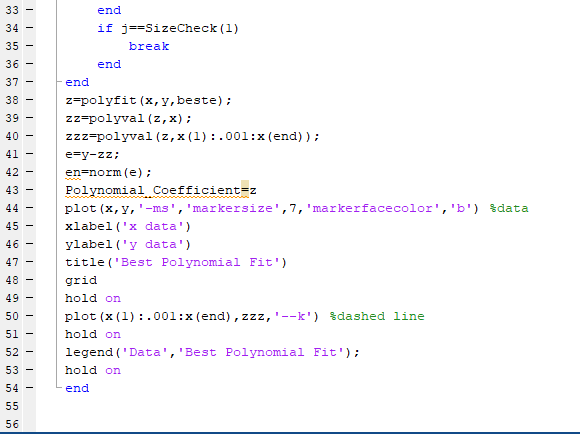 33 - end
34 - if j==SizeCheck(1)
35 - break
36 - end
37 - end
38 - z=polyfit(x,y,beste);
39 - zz=polyval(z,x);
40 - zzz=polyval(z,x(1):.001:x(end));
41 - e=y-zz;
42 - en=norm(e);
43 - Polynomial_Coefficient=z
44 - plot(x,y,'-ms','markersize',7,'markerfacecolor','b') %data
45 - xlabel('x data')
46 - ylabel('y data')
47 - title('Best Polynomial Fit')
48 - grid
49 - hold on
50 - plot(x(1):.001:x(end),zzz,'--k') %dashed line
51 - hold on
52 - legend('Data','Best Polynomial Fit');
53 - hold on
54 - end
55
56